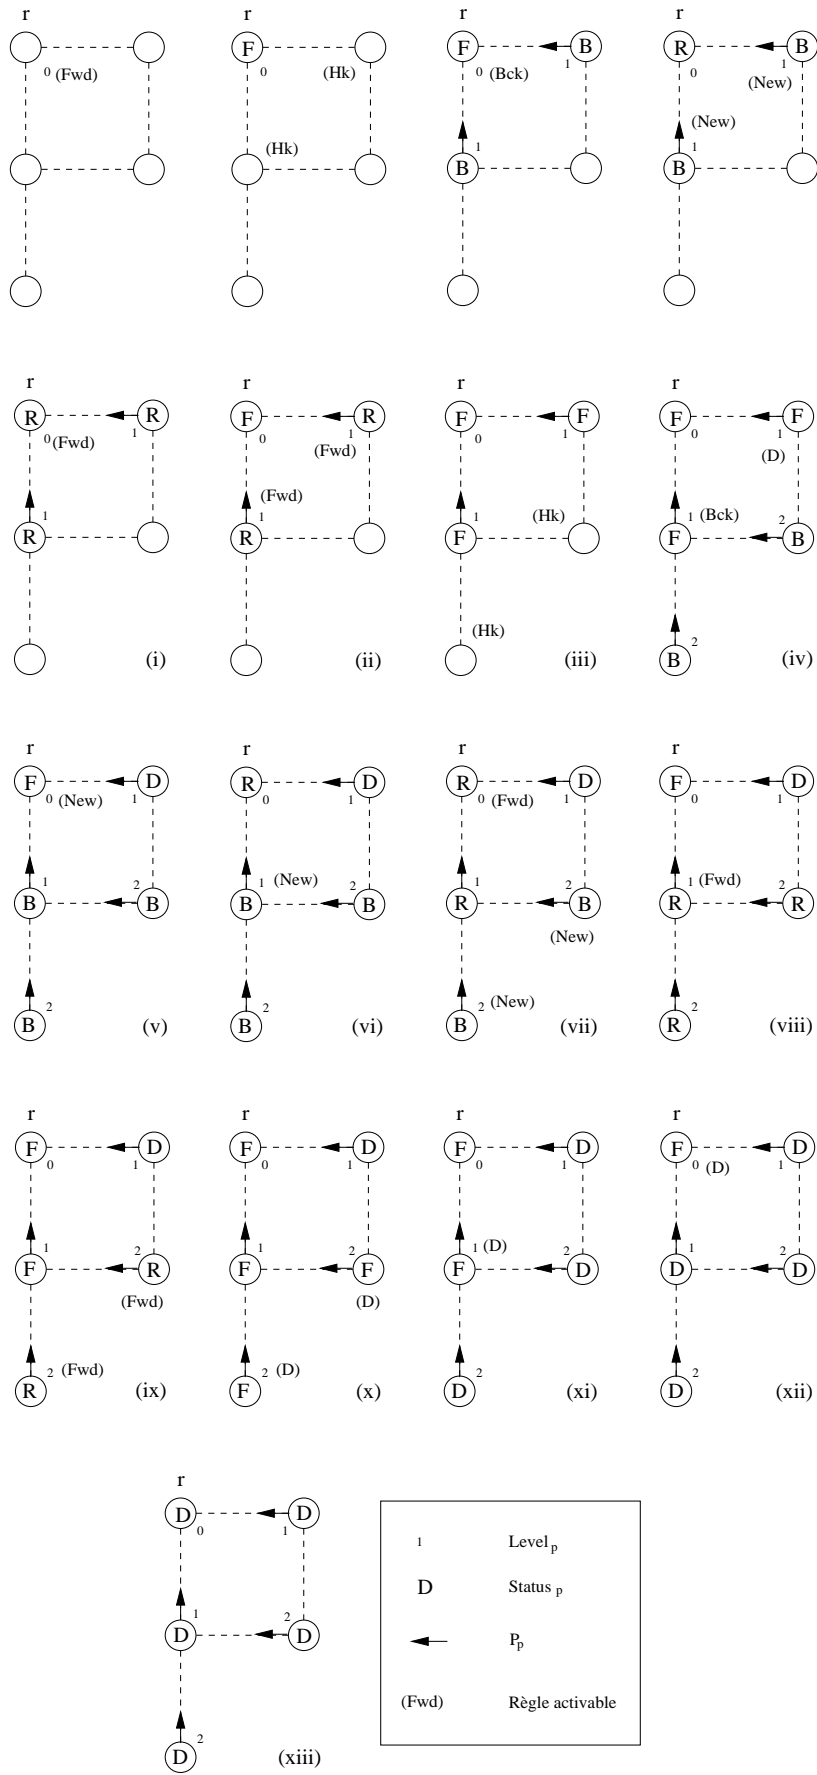 r r r r
F F B R B
0 (Fwd) 0 (Hk) 0 (Bck) 1 0 1 (New)
(Hk) 1 (New) 1
B B
r r r r
R R F R F F F F
0 (Fwd) 1 0 1 (Fwd) 0 1 0 1 (D)
1 (Fwd) 1 1 (Hk) 1 (Bck) 2
R R F F B
(Hk) 2
(i) (ii) (iii) B (iv)
r r r r
F D R D R D F D
0 (New) 1 0 1 0 (Fwd) 1 0 1
1 2 1 (New) 2 1 2 1 (Fwd) 2
B B B B R B R R
(New)
2 2 2 (New) 2
B (v) B (vi) B (vii) R (viii)
r r r r
F D F D F D F D
0 1 0 1 0 1 0 (D) 1
1 2 1 2 1 (D) 2 1 2
F R F F F D D D
(Fwd) (D)
2 (Fwd) 2 (D) 2 2
R (ix) F (x) D (xi) D (xii)
r
D D
0 1
1 2
D D
2
D (xiii)
1 Level p
D Status p
Pp
(Fwd) Règle activable